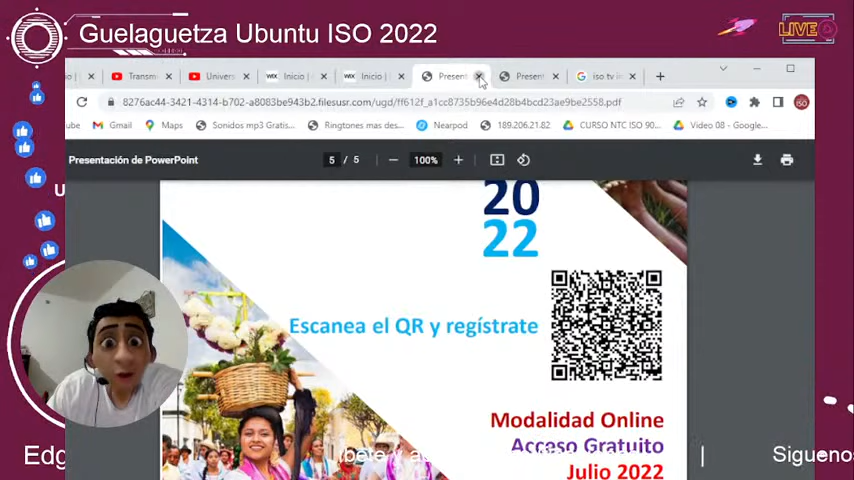 Guelaguetza Ubuntu ISO 2022
LIVE
Transm
Univers
WIX Inicio |
WIX Inicio |
Present
Present
iso tv i
8276ac44-3421-4314-b702-a8083be943b2.filesusr.com/ugd/ff612f_a1cc8735b96e4d28b4bcd23ae9be2558.pdf
ube
Gmail
Maps
Sonidos mp3 Gratis...
Ringtones mas des...
Nearpod
189.206.21.82
CURSO NTC ISO 90...
Video 08 - Google...
Presentación de PowerPoint
5 / 5
100%
U
20
22
Escanea el QR y regístrate
Modalidad Online
Acceso Gratuito
Julio 2022
Edg
| Siguenos